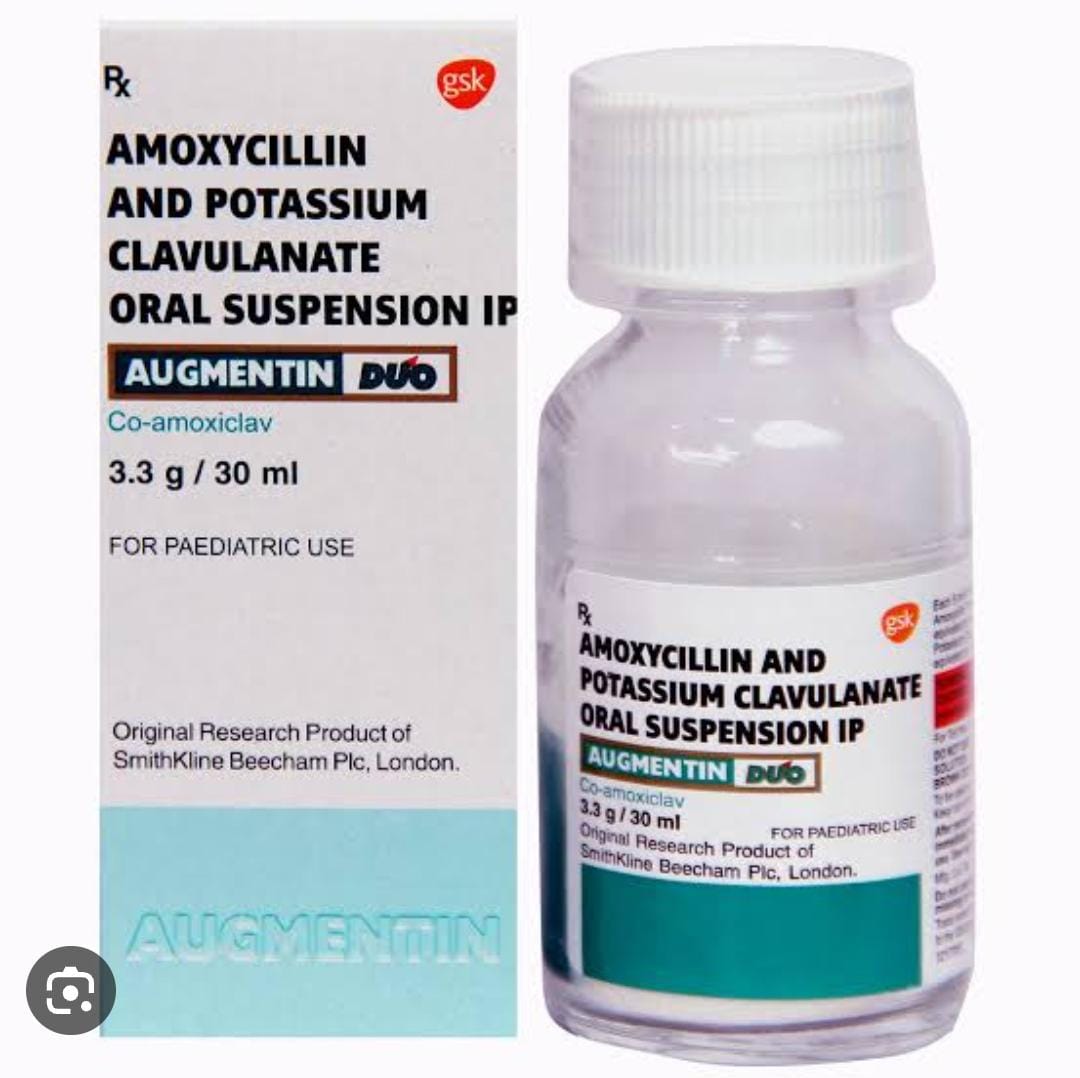 Rx
gsk
AMOXYCILLIN
AND POTASSIUM
CLAVULANATE
ORAL SUSPENSION IP
AUGMENTIN DUO
Co-amoxiclav
3.3 g / 30 ml
FOR PAEDIATRIC USE
Original Research Product of
SmithKline Beecham Plc, London.
AUGMENTIN
Rx
gsk
AMOXYCILLIN AND
POTASSIUM CLAVULANATE
ORAL SUSPENSION IP
AUGMENTIN DUO
Co-amoxiclav
3.3 g / 30 ml
FOR PAEDIATRIC USE
Original Research Product of
SmithKline Beecham Plc, London.